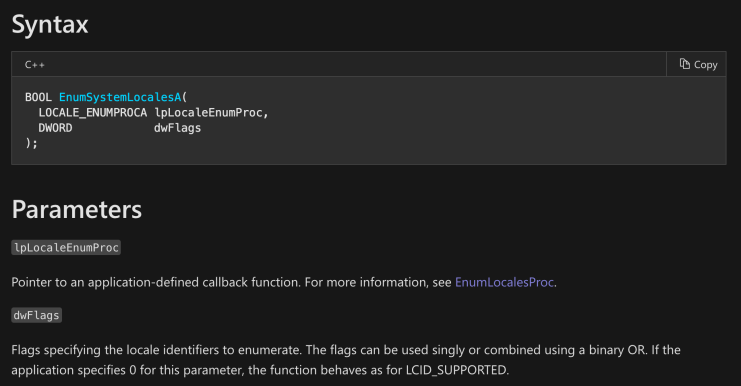 Syntax
C++
Copy
BOOL EnumSystemLocalesA(
  LOCALE_ENUMPROCA lpLocaleEnumProc,
  DWORD            dwFlags
);
Parameters
lpLocaleEnumProc
Pointer to an application-defined callback function. For more information, see EnumLocalesProc.
dwFlags
Flags specifying the locale identifiers to enumerate. The flags can be used singly or combined using a binary OR. If the
application specifies 0 for this parameter, the function behaves as for LCID_SUPPORTED.